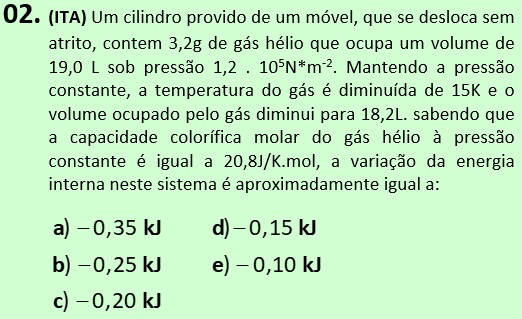 02. (ITA) Um cilindro provido de um móvel, que se desloca sem
atrito, contem 3,2g de gás hélio que ocupa um volume de
19,0 L sob pressão 1,2 . 10⁵N*m⁻². Mantendo a pressão
constante, a temperatura do gás é diminuída de 15K e o
volume ocupado pelo gás diminui para 18,2L. sabendo que
a capacidade colorífica molar do gás hélio à pressão
constante é igual a 20,8J/K.mol, a variação da energia
interna neste sistema é aproximadamente igual a:
a) −0,35 kJ d)−0,15 kJ
b) −0,25 kJ e) −0,10 kJ
c) −0,20 kJ